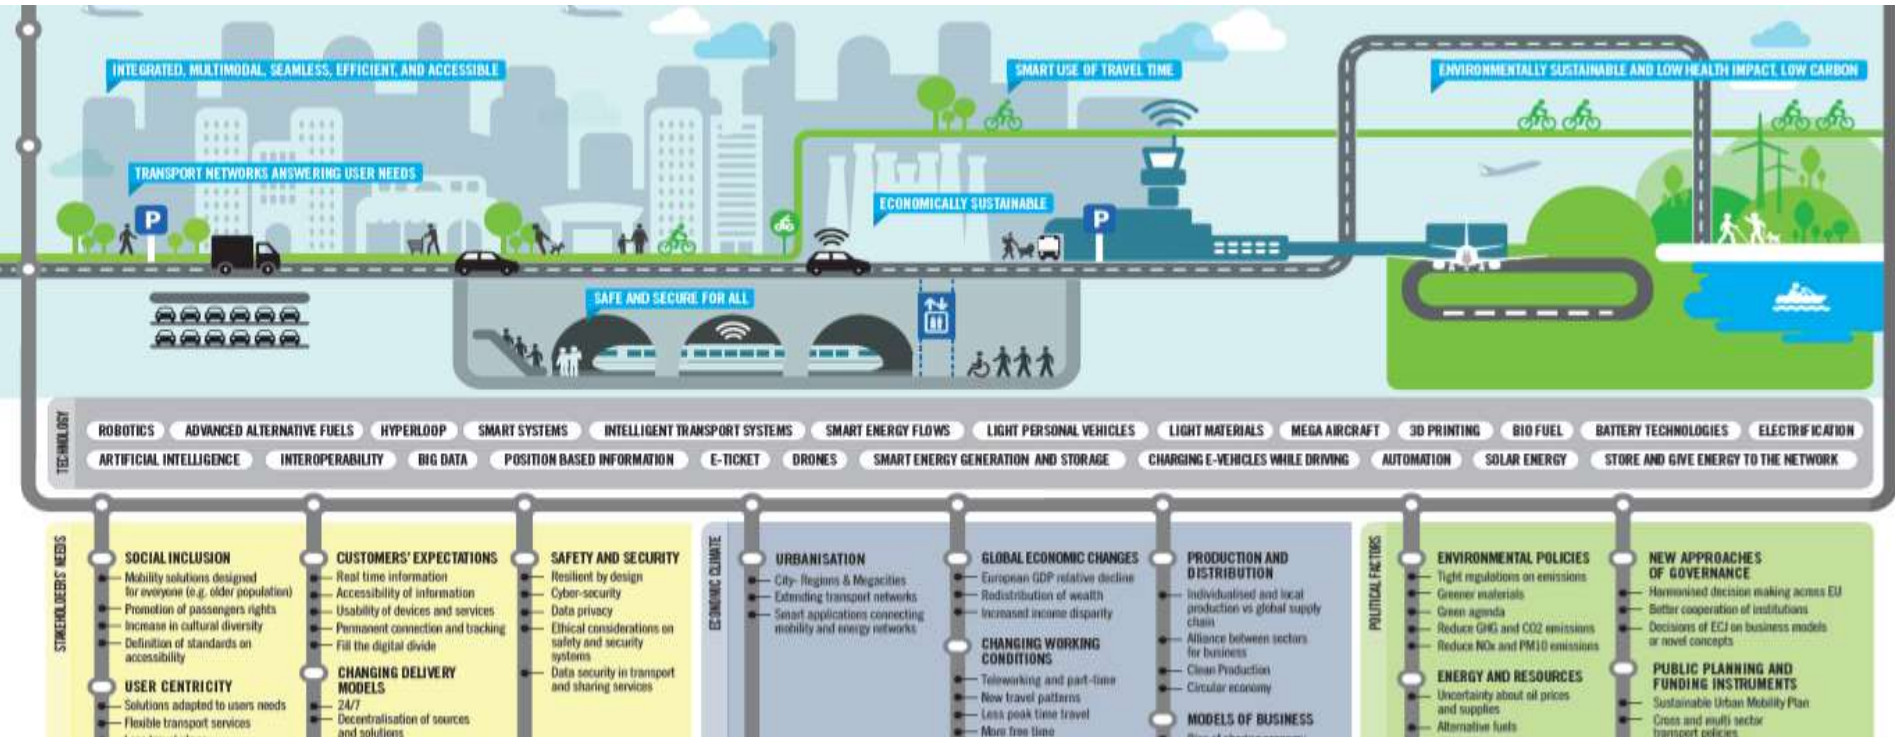 INTEGRATED, MULTIMODAL, SEAMLESS, EFFICIENT, AND ACCESSIBLE
SMART USE OF TRAVEL TIME
ENVIRONMENTALLY SUSTAINABLE AND LOW HEALTH IMPACT, LOW CARBON
TRANSPORT NETWORKS ANSWERING USER NEEDS
ECONOMICALLY SUSTAINABLE
P
P
SAFE AND SECURE FOR ALL
TECHNOLOGY
ROBOTICS ADVANCED ALTERNATIVE FUELS HYPERLOOP SMART SYSTEMS INTELLIGENT TRANSPORT SYSTEMS SMART ENERGY FLOWS LIGHT PERSONAL VEHICLES LIGHT MATERIALS MEGA AIRCRAFT 3D PRINTING BIO FUEL BATTERY TECHNOLOGIES ELECTRIFICATION
ARTIFICIAL INTELLIGENCE INTEROPERABILITY BIG DATA POSITION BASED INFORMATION E-TICKET DRONES SMART ENERGY GENERATION AND STORAGE CHARGING E-VEHICLES WHILE DRIVING AUTOMATION SOLAR ENERGY STORE AND GIVE ENERGY TO THE NETWORK
STAKEHOLDERS' NEEDS
SOCIAL INCLUSION
Mobility solutions designed
for everyone (e.g. older population)
Promotion of passengers rights
Increase in cultural diversity
Definition of standards on
accessibility
USER CENTRICITY
Solutions adapted to users needs
Flexible transport services
CUSTOMERS' EXPECTATIONS
Real time information
Accessibility of information
Usability of devices and services
Permanent connection and tracking
Fill the digital divide
CHANGING DELIVERY
MODELS
24/7
Decentralisation of sources
and solutions
SAFETY AND SECURITY
Resilient by design
Cyber-security
Data privacy
Ethical considerations on
safety and security
systems
Data security in transport
and sharing services
ECONOMIC CLIMATE
URBANISATION
City- Regions & Megacities
Extending transport networks
Smart applications connecting
mobility and energy networks
GLOBAL ECONOMIC CHANGES
European GDP relative decline
Redistribution of wealth
Increased income disparity
CHANGING WORKING
CONDITIONS
Teleworking and part-time
New travel patterns
Less peak time travel
More free time
PRODUCTION AND
DISTRIBUTION
Individualised and local
production vs global supply
chain
Alliance between sectors
for business
Clean Production
Circular economy
MODELS OF BUSINESS
POLITICAL FACTORS
ENVIRONMENTAL POLICIES
Tight regulations on emissions
Greener materials
Green agenda
Reduce GHG and CO2 emissions
Reduce NOx and PM10 emissions
ENERGY AND RESOURCES
Uncertainty about oil prices
and supplies
Alternative fuels
NEW APPROACHES
OF GOVERNANCE
Harmonised decision making across EU
Better cooperation of institutions
Decisions of ECJ on business models
or novel concepts
PUBLIC PLANNING AND
FUNDING INSTRUMENTS
Sustainable Urban Mobility Plan
Cross and multi sector
transport policies